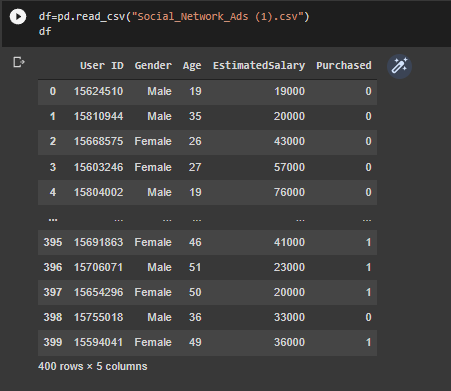 df=pd.read_csv("Social_Network_Ads (1).csv")
df
User ID Gender Age EstimatedSalary Purchased
0 15624510 Male 19 19000 0
1 15810944 Male 35 20000 0
2 15668575 Female 26 43000 0
3 15603246 Female 27 57000 0
4 15804002 Male 19 76000 0
... ... ... ... ... ...
395 15691863 Female 46 41000 1
396 15706071 Male 51 23000 1
397 15654296 Female 50 20000 1
398 15755018 Male 36 33000 0
399 15594041 Female 49 36000 1
400 rows × 5 columns